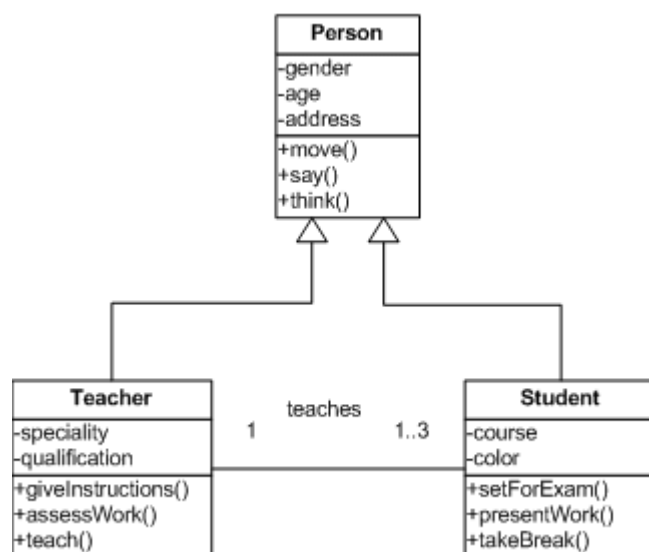 Person
-gender
-age
-address
+move()
+say()
+think()
Teacher
-speciality
-qualification
+giveInstructions()
+assessWork()
+teach()
teaches
1
1..3
Student
-course
-color
+setForExam()
+presentWork()
+takeBreak()